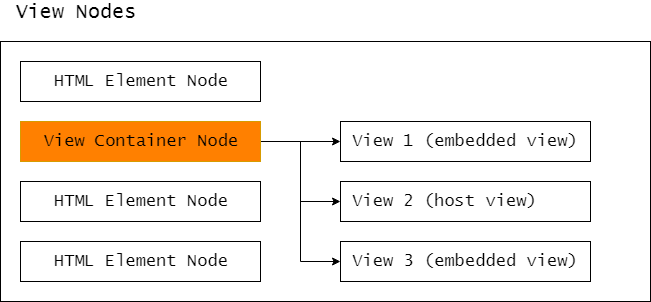 View Nodes
HTML Element Node
View Container Node
View 1 (embedded view)
HTML Element Node
View 2 (host view)
HTML Element Node
View 3 (embedded view)